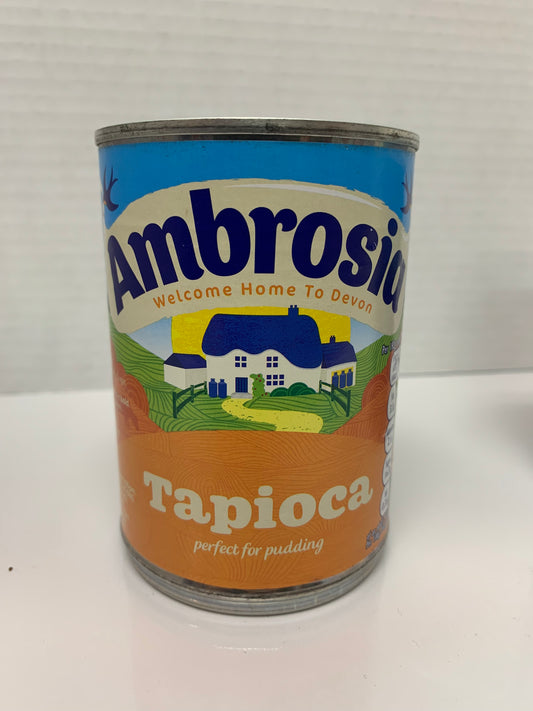 Ambrosia
Welcome Home To Devon
Tapioca
perfect for pudding